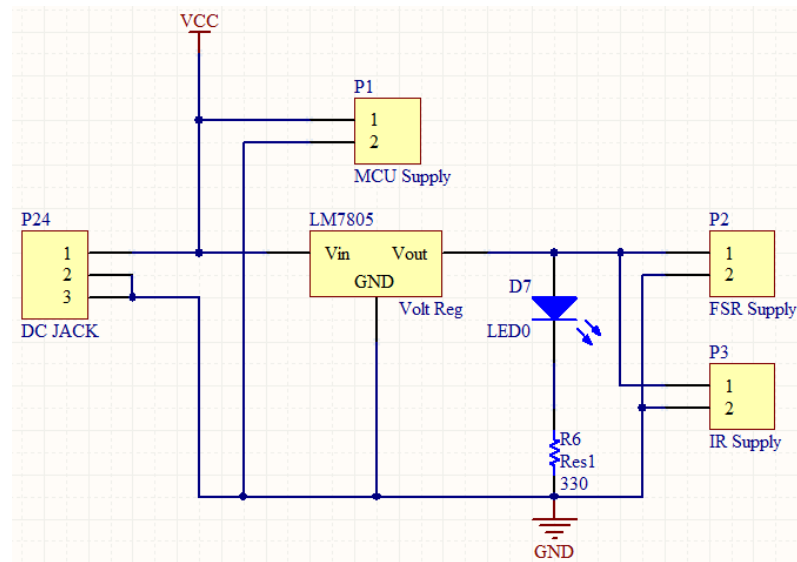 VCC
P1
1
2
MCU Supply
P24
1
2
3
DC JACK
LM7805
Vin Vout
GND
Volt Reg
D7
LED0
R6
Res1
330
P2
1
2
FSR Supply
P3
1
2
IR Supply
GND